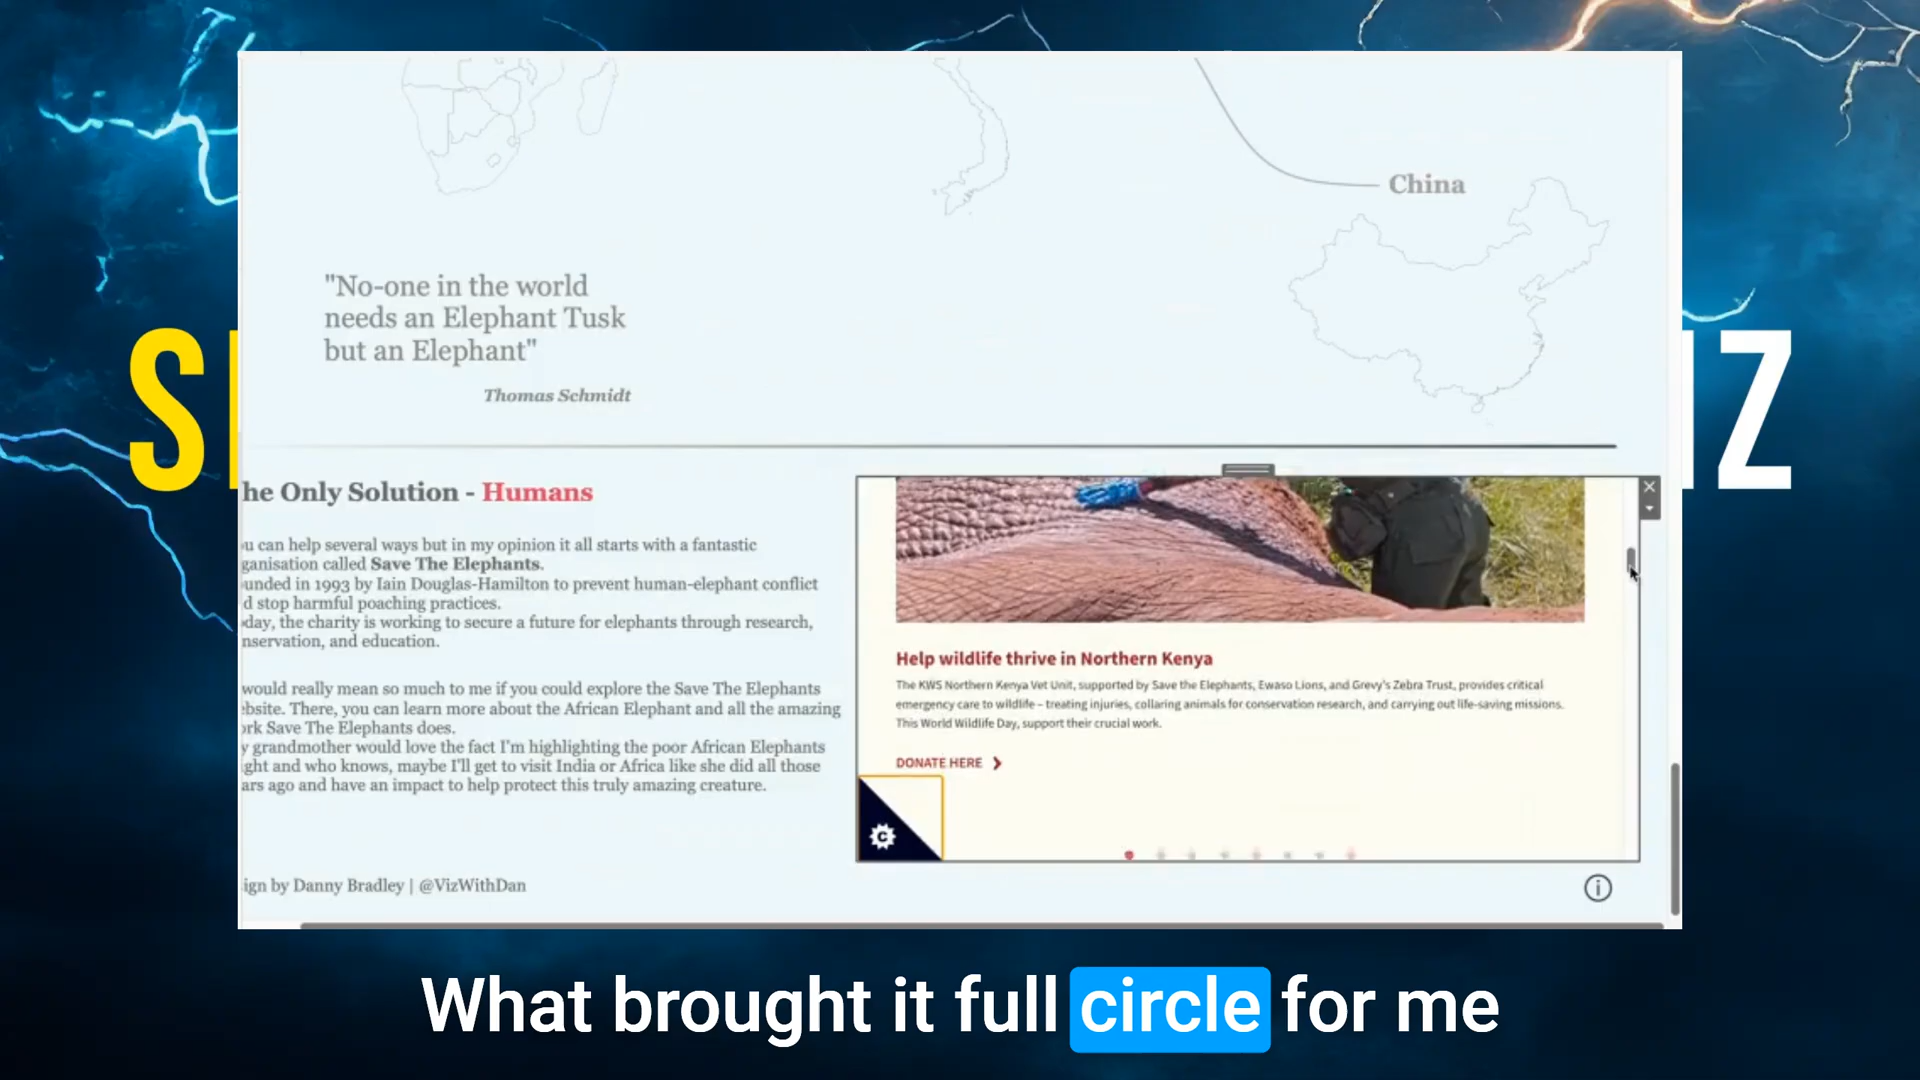 S
IZ
China
"No-one in the world
needs an Elephant Tusk
but an Elephant"
Thomas Schmidt
he Only Solution - Humans
u can help several ways but in my opinion it all starts with a fantastic
ganisation called Save The Elephants.
unded in 1993 by Iain Douglas-Hamilton to prevent human-elephant conflict
d stop harmful poaching practices.
day, the charity is working to secure a future for elephants through research,
nservation, and education.
would really mean so much to me if you could explore the Save The Elephants
bsite. There, you can learn more about the African Elephant and all the amazing
ork Save The Elephants does.
y grandmother would love the fact I'm highlighting the poor African Elephants
ght and who knows, maybe I'll get to visit India or Africa like she did all those
ars ago and have an impact to help protect this truly amazing creature.
ign by Danny Bradley | @VizWithDan
Help wildlife thrive in Northern Kenya
The KWS Northern Kenya Vet Unit, supported by Save the Elephants, Ewaso Lions, and Grevy's Zebra Trust, provides critical
emergency care to wildlife – treating injuries, collaring animals for conservation research, and carrying out life-saving missions.
This World Wildlife Day, support their crucial work.
DONATE HERE
What brought it full circle for me